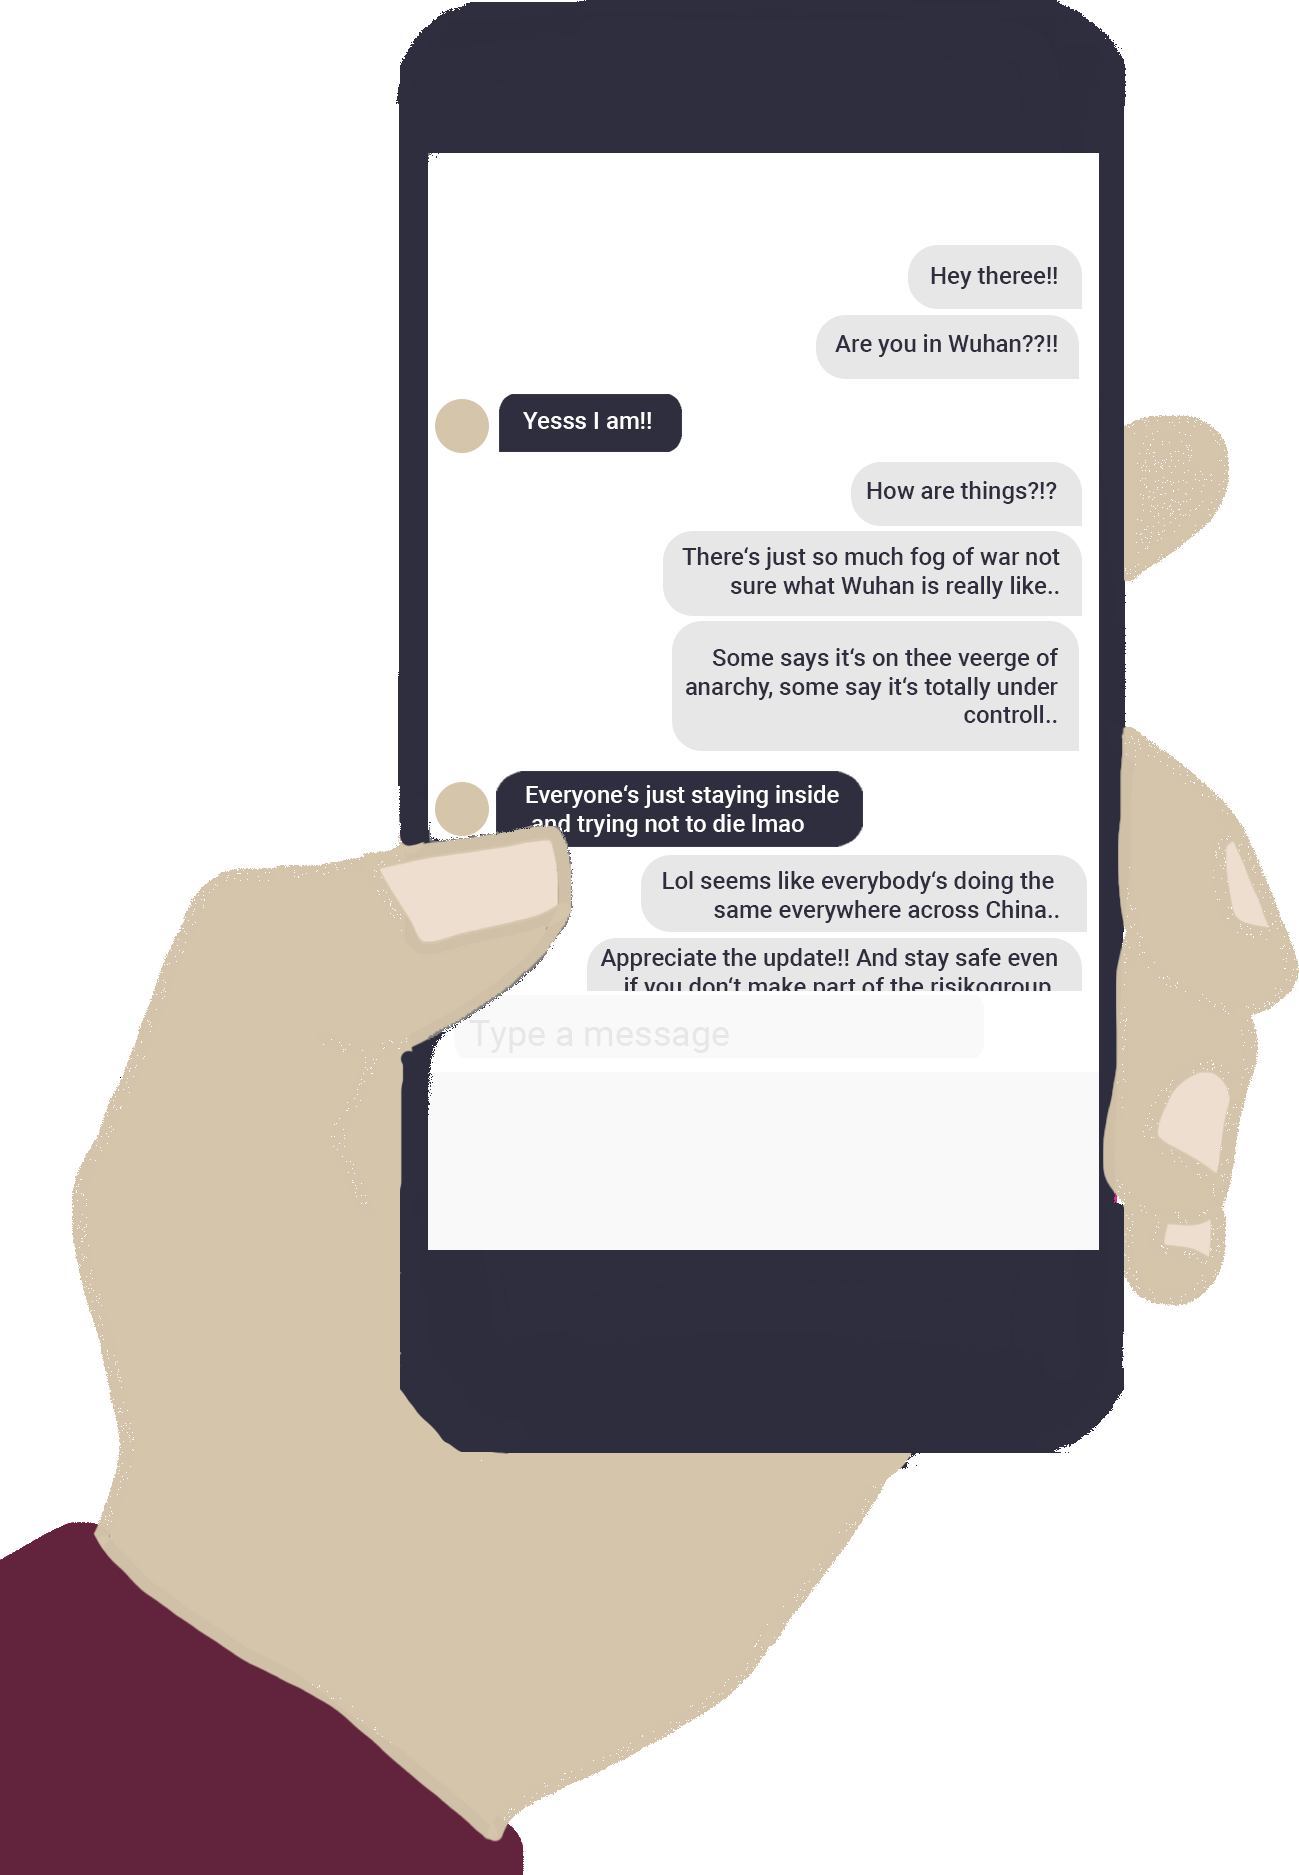 Hey theree!!
Are you in Wuhan??!!
Yesss I am!!
How are things?!?
There‘s just so much fog of war not
sure what Wuhan is really like..
Some says it‘s on thee veerge of
anarchy, some say it‘s totally under
controll..
Everyone‘s just staying inside
and trying not to die lmao
Lol seems like everybody‘s doing the
same everywhere across China..
Appreciate the update!! And stay safe even
if you don‘t make part of the risikogroup
Type a message